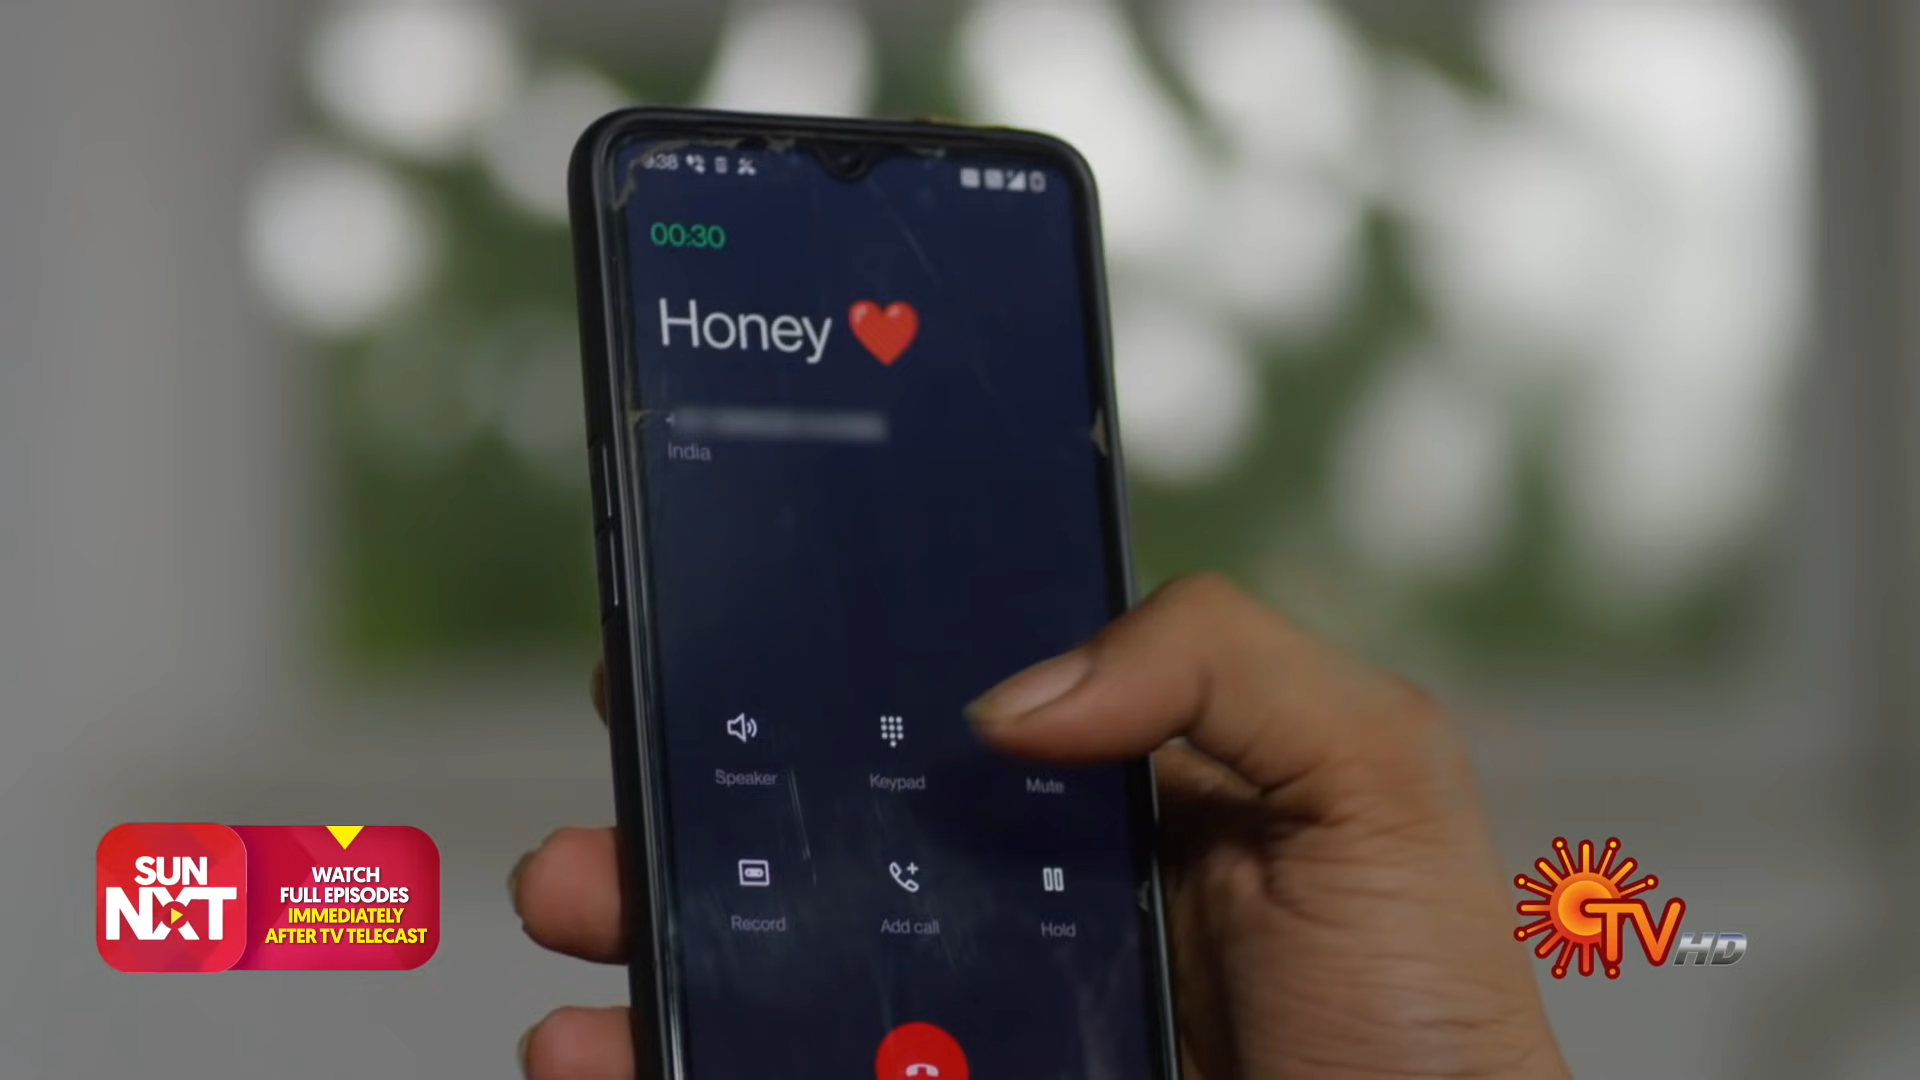 00:30
Honey ❤️
India
Speaker
Keypad
Mute
Record
Add call
Hold
SUN
NXT
WATCH
FULL EPISODES
IMMEDIATELY
AFTER TV TELECAST
TV HD